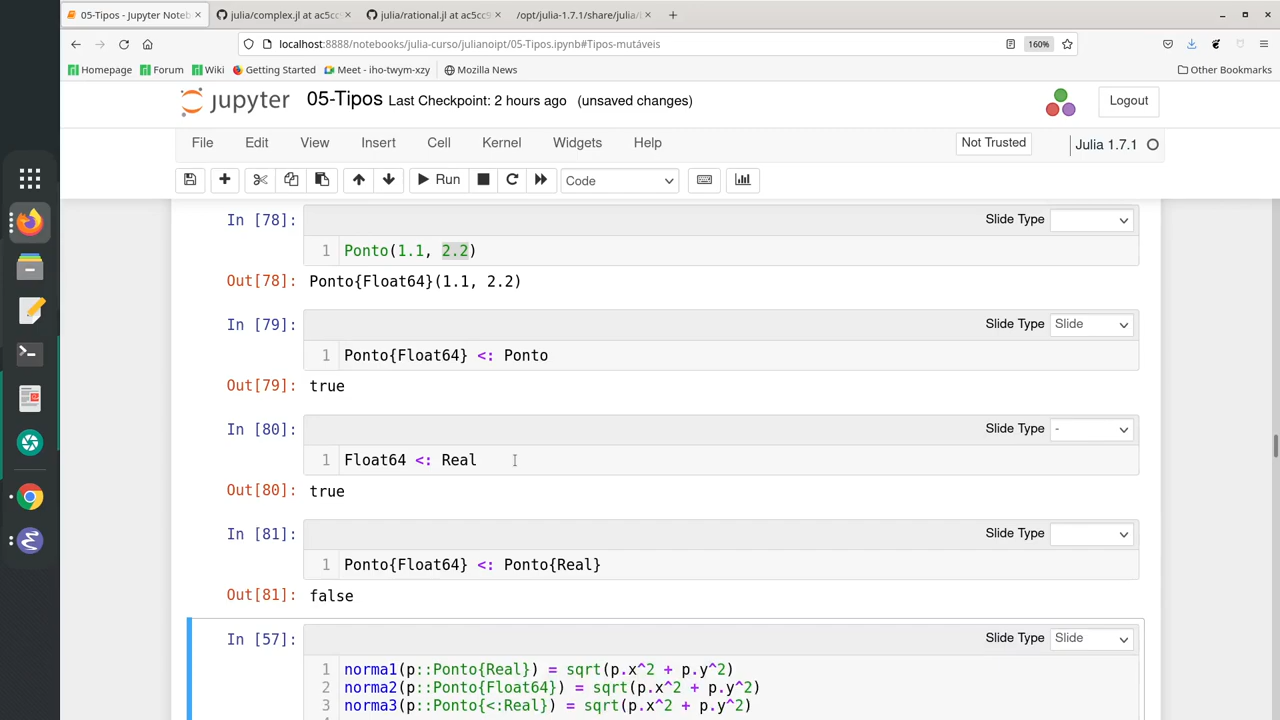 05-Tipos - Jupyter Noteb
julia/complex.jl at ac5cc
julia/rational.jl at ac5cc9
/opt/julia-1.7.1/share/julia/
localhost:8888/notebooks/julia-curso/julianoipt/05-Tipos.ipynb#Tipos-mutáveis
160%
Homepage Forum Wiki Getting Started Meet - iho-twym-xzy Mozilla News Other Bookmarks
jupyter 05-Tipos Last Checkpoint: 2 hours ago (unsaved changes) Logout
File Edit View Insert Cell Kernel Widgets Help Not Trusted Julia 1.7.1
Run Code
In [78]: Slide Type
1 Ponto(1.1, 2.2)
Out[78]: Ponto{Float64}(1.1, 2.2)
In [79]: Slide Type Slide
1 Ponto{Float64} <: Ponto
Out[79]: true
In [80]: Slide Type -
1 Float64 <: Real
Out[80]: true
In [81]: Slide Type
1 Ponto{Float64} <: Ponto{Real}
Out[81]: false
In [57]: Slide Type Slide
1 norma1(p::Ponto{Real}) = sqrt(p.x^2 + p.y^2)
2 norma2(p::Ponto{Float64}) = sqrt(p.x^2 + p.y^2)
3 norma3(p::Ponto{<:Real}) = sqrt(p.x^2 + p.y^2)